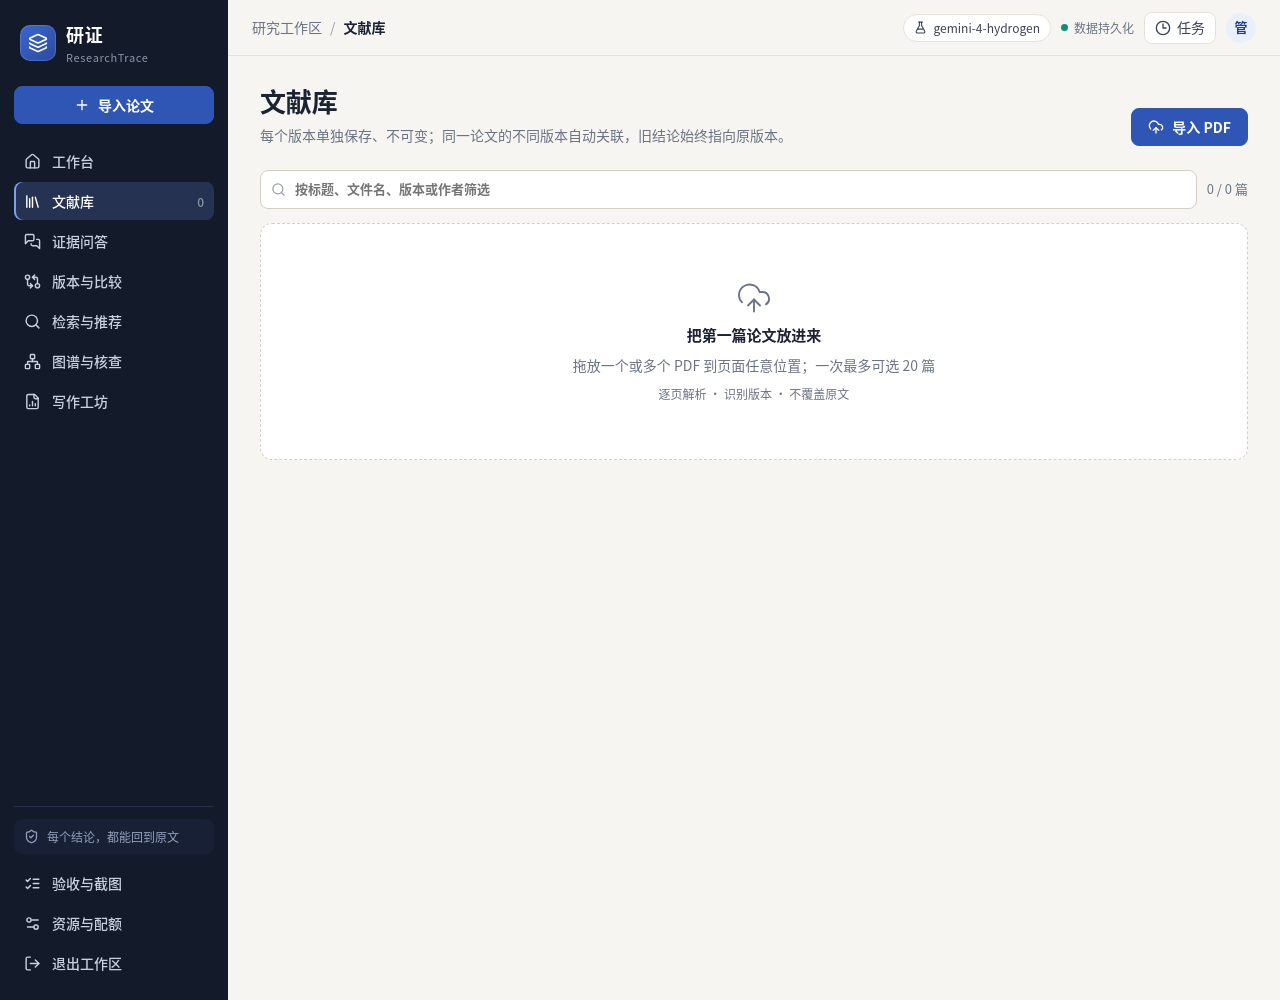 研证
ResearchTrace
导入论文
工作台
文献库 0
证据问答
版本与比较
检索与推荐
图谱与核查
写作工坊
每个结论，都能回到原文
验收与截图
资源与配额
退出工作区
研究工作区 / 文献库
gemini-4-hydrogen
数据持久化
任务
管
文献库
每个版本单独保存、不可变；同一论文的不同版本自动关联，旧结论始终指向原版本。
导入 PDF
按标题、文件名、版本或作者筛选
0 / 0 篇
把第一篇论文放进来
拖放一个或多个 PDF 到页面任意位置；一次最多可选 20 篇
逐页解析 · 识别版本 · 不覆盖原文